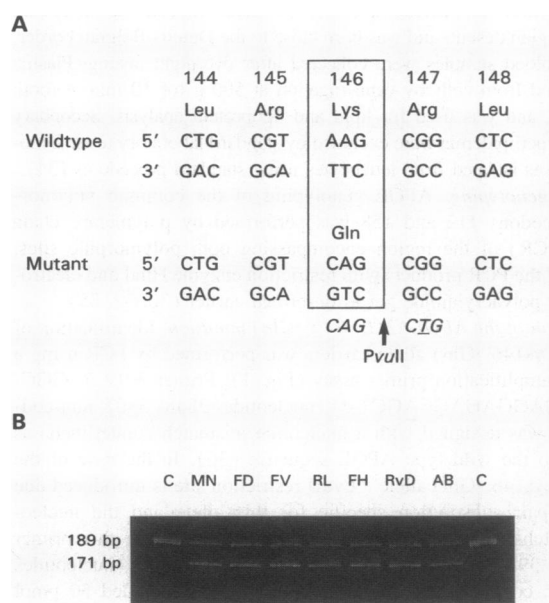 A
144 145 146 147 148
Leu Arg Lys Arg Leu
Wildtype 5' CTG CGT AAG CGG CTC
3' GAC GCA TTC GCC GAG
Gln
Mutant 5' CTG CGT CAG CGG CTC
3' GAC GCA GTC GCC GAG
CAG CTG
PvuII
B
MN FD FV RL FH RvD AB C
189 bp
171 bp